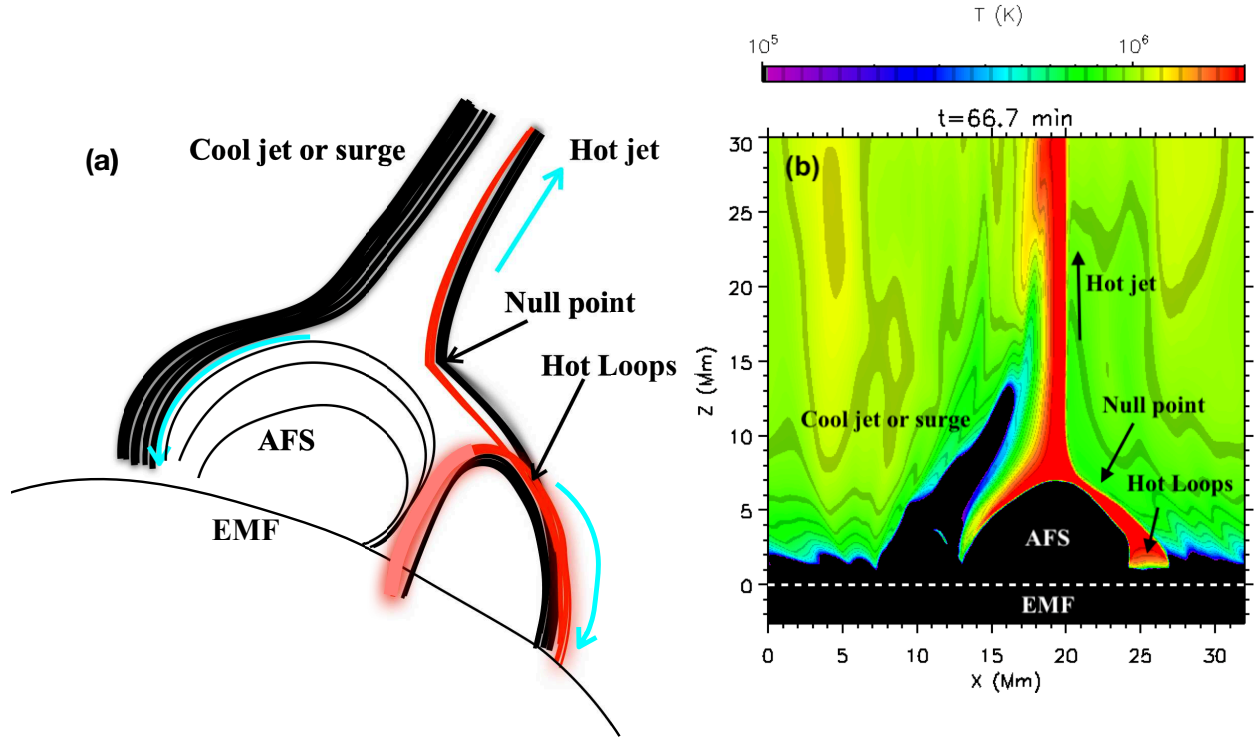 (a)
Cool jet or surge
Hot jet
Null point
Hot Loops
AFS
EMF
T (K)
10⁵ 10⁶
t=66.7 min
(b)
30
25
20
15
10
5
0
Z (Mm)
Hot jet
Cool jet or surge
Null point
Hot Loops
AFS
EMF
0 5 10 15 20 25 30
X (Mm)